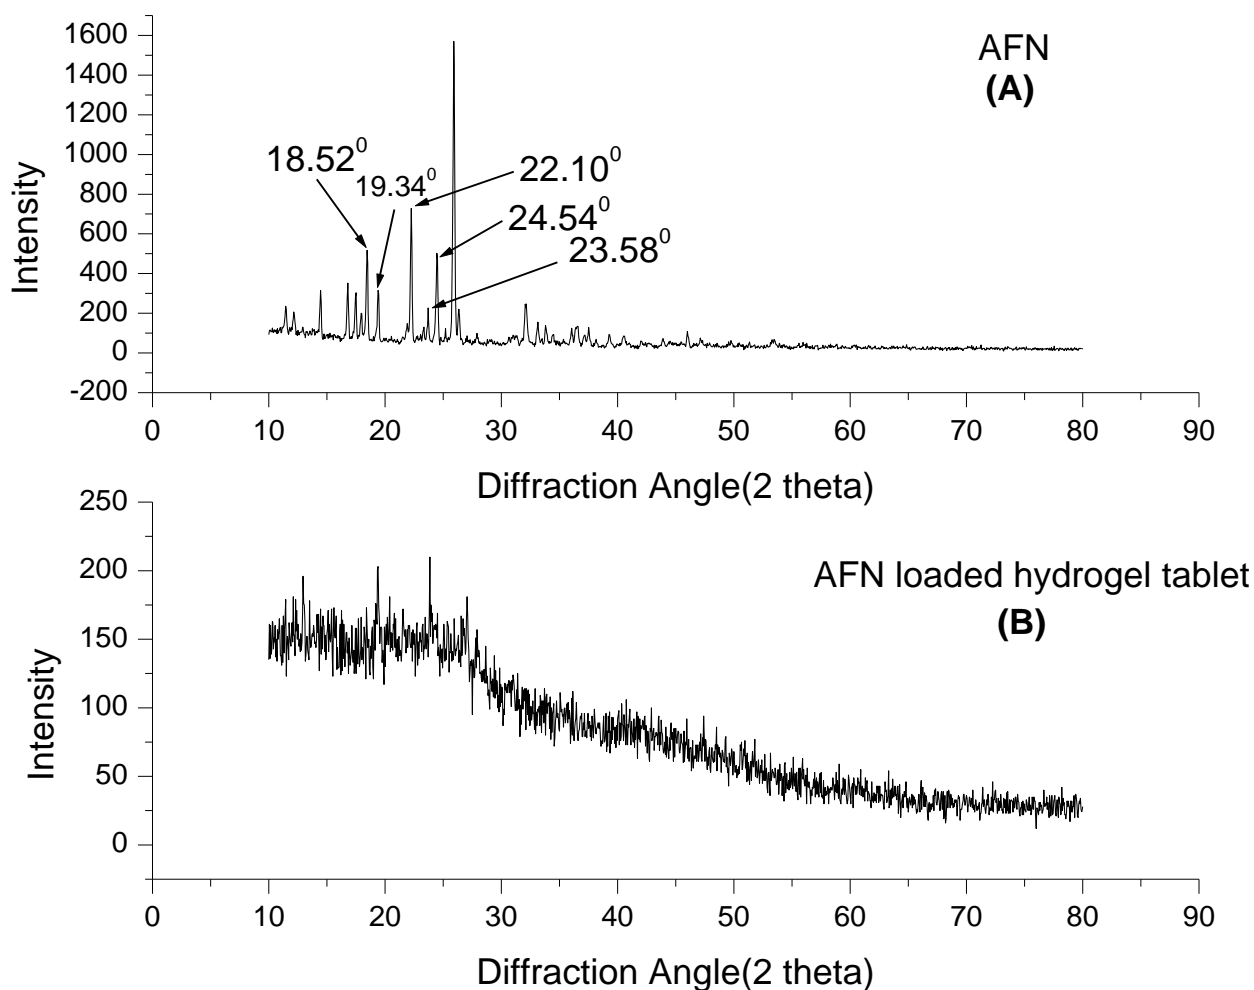 AFN
(A)
1600
1400
1200
1000
800
600
400
200
0
-200
Intensity
18.52⁰
19.34⁰
22.10⁰
24.54⁰
23.58⁰
0 10 20 30 40 50 60 70 80 90
Diffraction Angle(2 theta)
AFN loaded hydrogel tablet
(B)
250
200
150
100
50
0
Intensity
0 10 20 30 40 50 60 70 80 90
Diffraction Angle(2 theta)